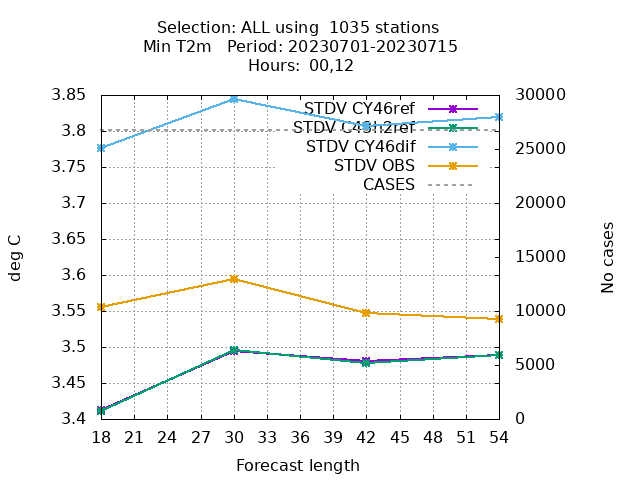 Selection: ALL using 1035 stations
Min T2m Period: 20230701-20230715
Hours: 00,12
3.85
3.8
3.75
3.7
3.65
3.6
3.55
3.5
3.45
3.4
deg C
STDV CY46ref
STDV C43h2ref
STDV CY46dif
STDV OBS
CASES
30000
25000
20000
15000
10000
5000
0
No cases
18 21 24 27 30 33 36 39 42 45 48 51 54
Forecast length